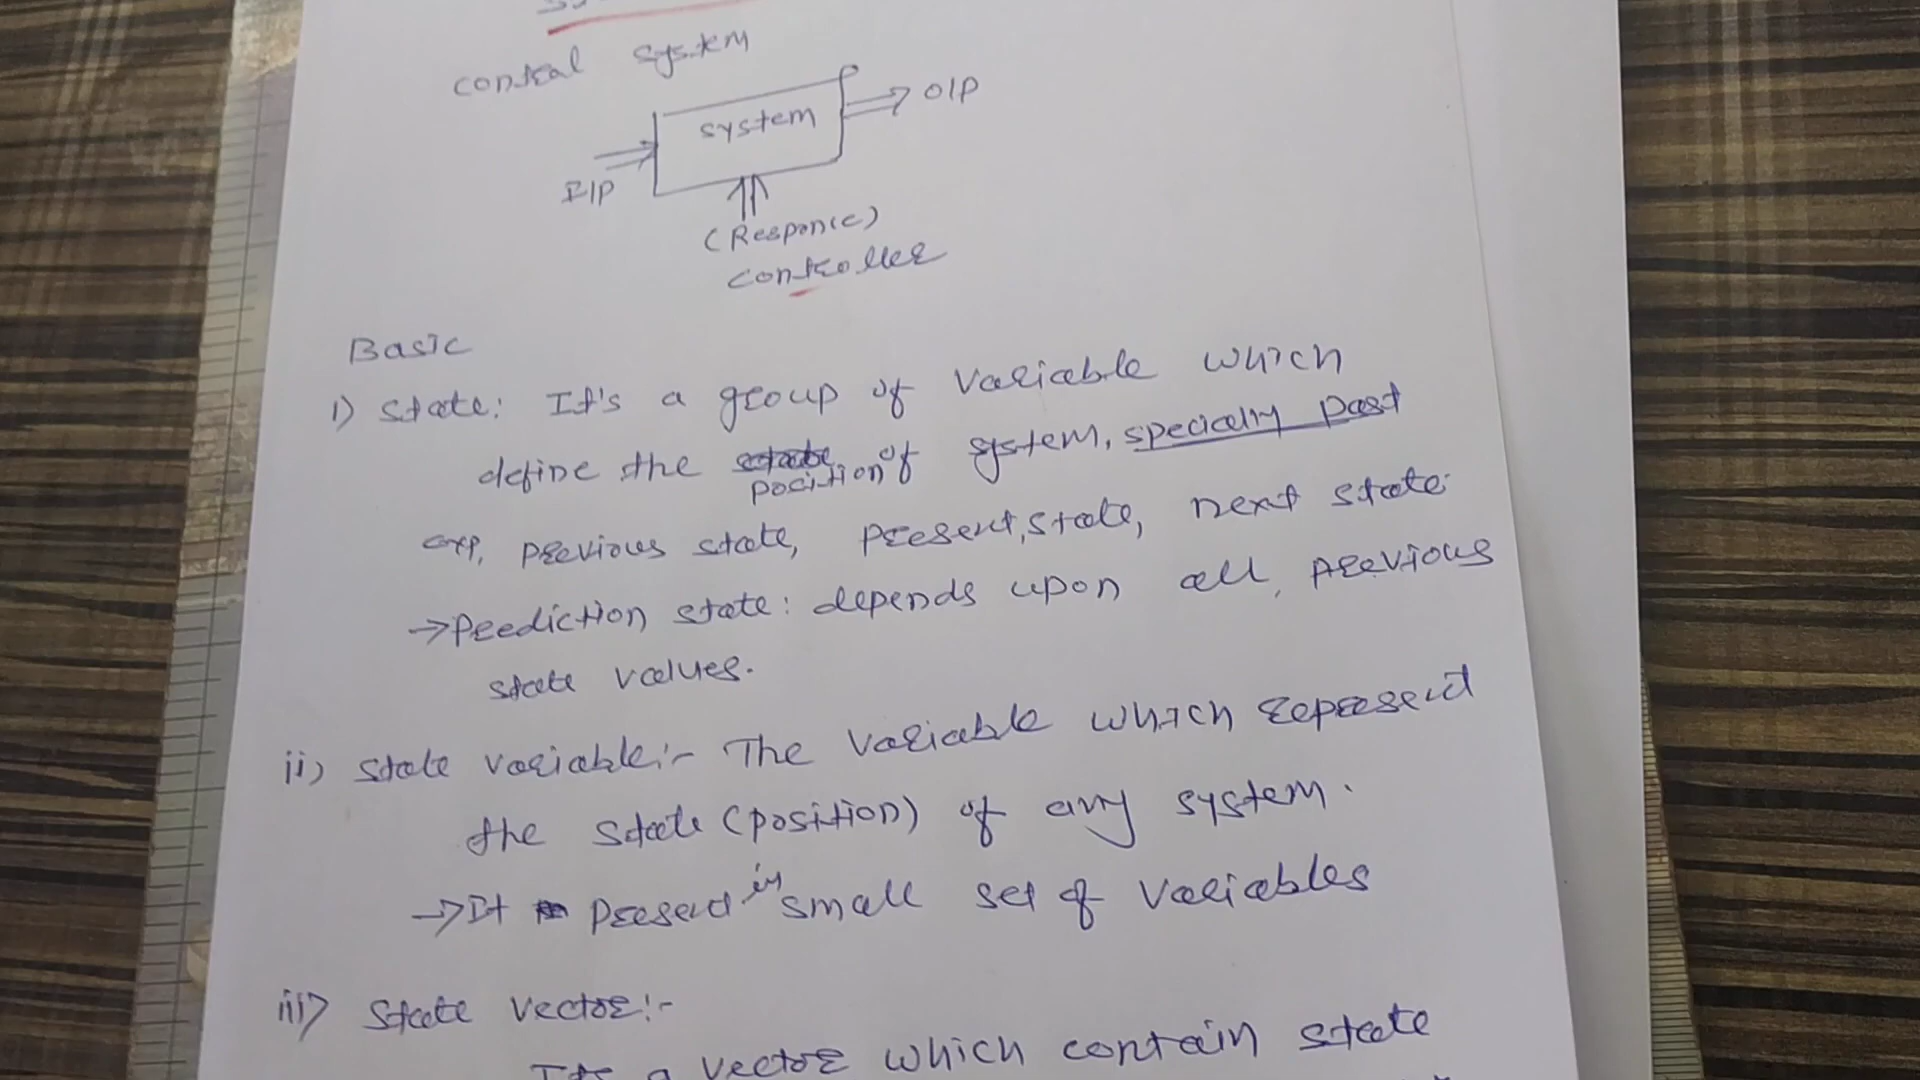 control system
system
O/P
I/P
(Responce)
controller
Basic
i) state: It's a group of variable which
define the position of system, specially past
exp, previous state, present, state, next state.
→ Prediction state: depends upon all, previous
state values.
ii) state variable:- The variable which represent
the state (position) of any system.
→ It present in small set of variables
iii) state vector:-
Its a vector which contain state